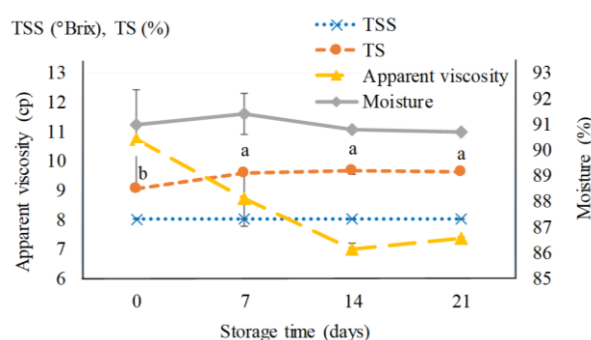 TSS (°Brix), TS (%)
TSS
TS
Apparent viscosity
Moisture
13
12
11
10
9
8
7
6
93
92
91
90
89
88
87
86
85
b
a
a
a
Apparent viscosity (cp)
Moisture (%)
0 7 14 21
Storage time (days)